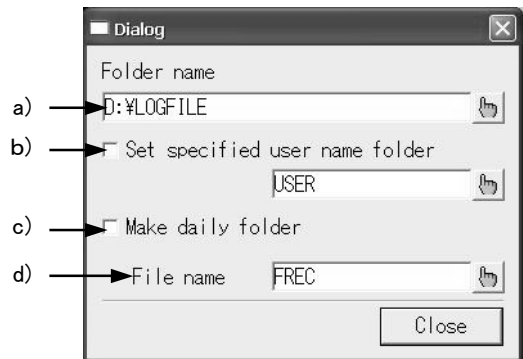 Dialog
Folder name
a) D:¥LOGFILE
b) Set specified user name folder
USER
c) Make daily folder
d) File name FREC
Close